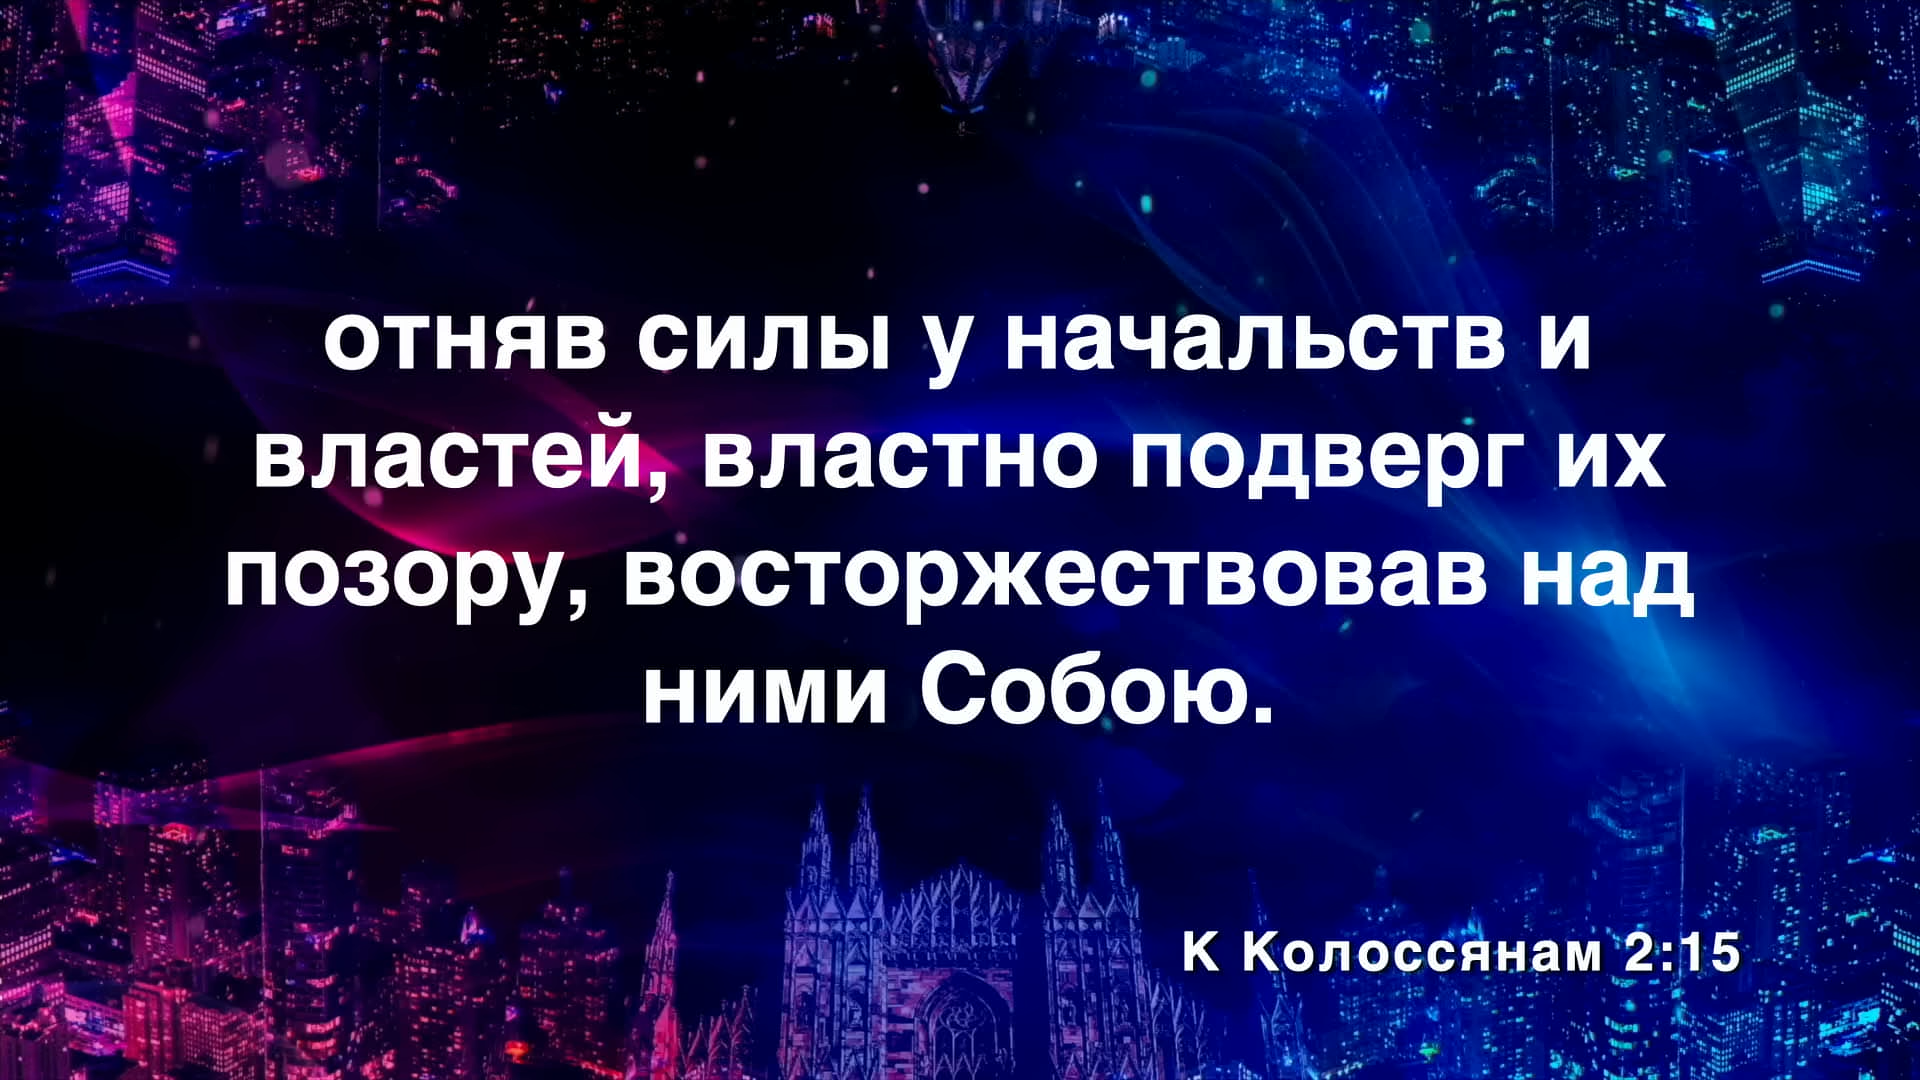 отняв силы у начальств и
властей, властно подверг их
позору, восторжествовав над
ними Собою.
К Колоссянам 2:15